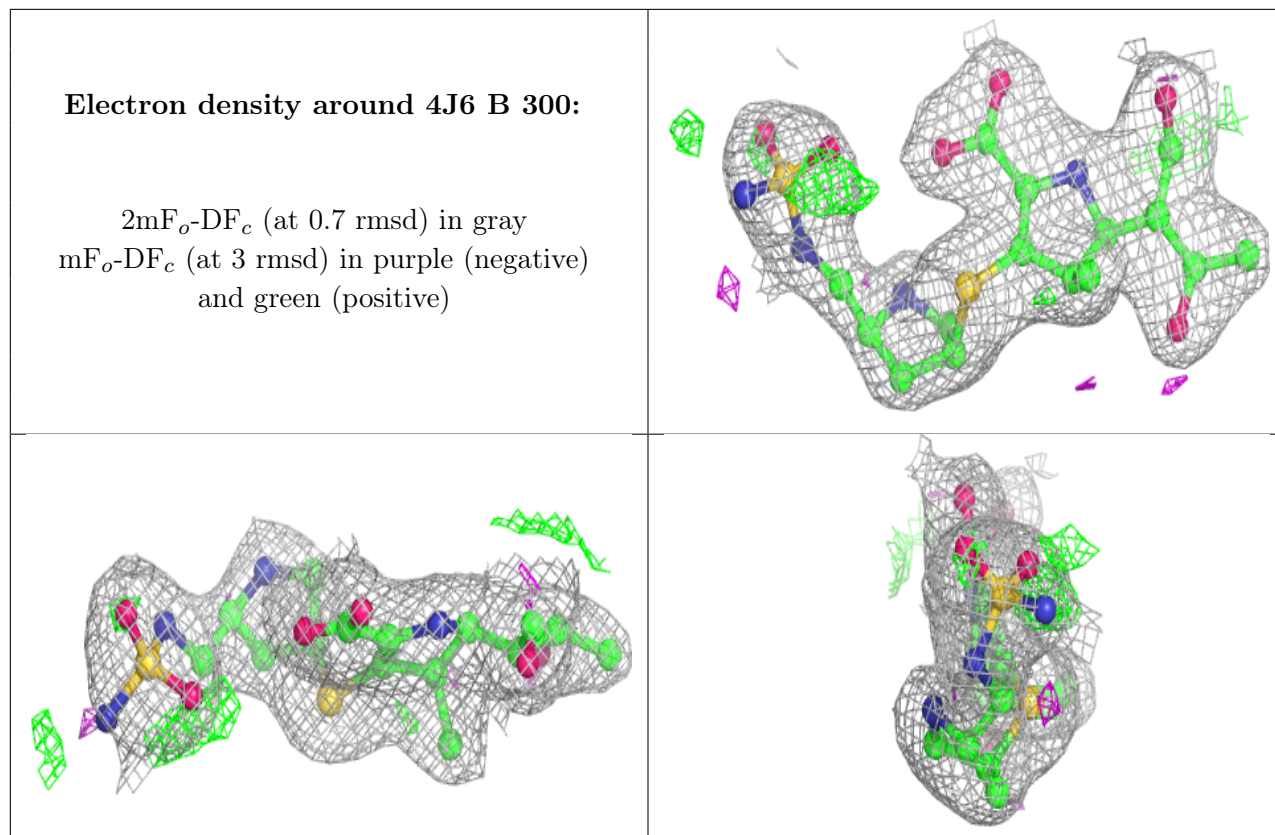 Electron density around 4J6 B 300:
2mFₒ-DF𝒸 (at 0.7 rmsd) in gray
mFₒ-DF𝒸 (at 3 rmsd) in purple (negative)
and green (positive)